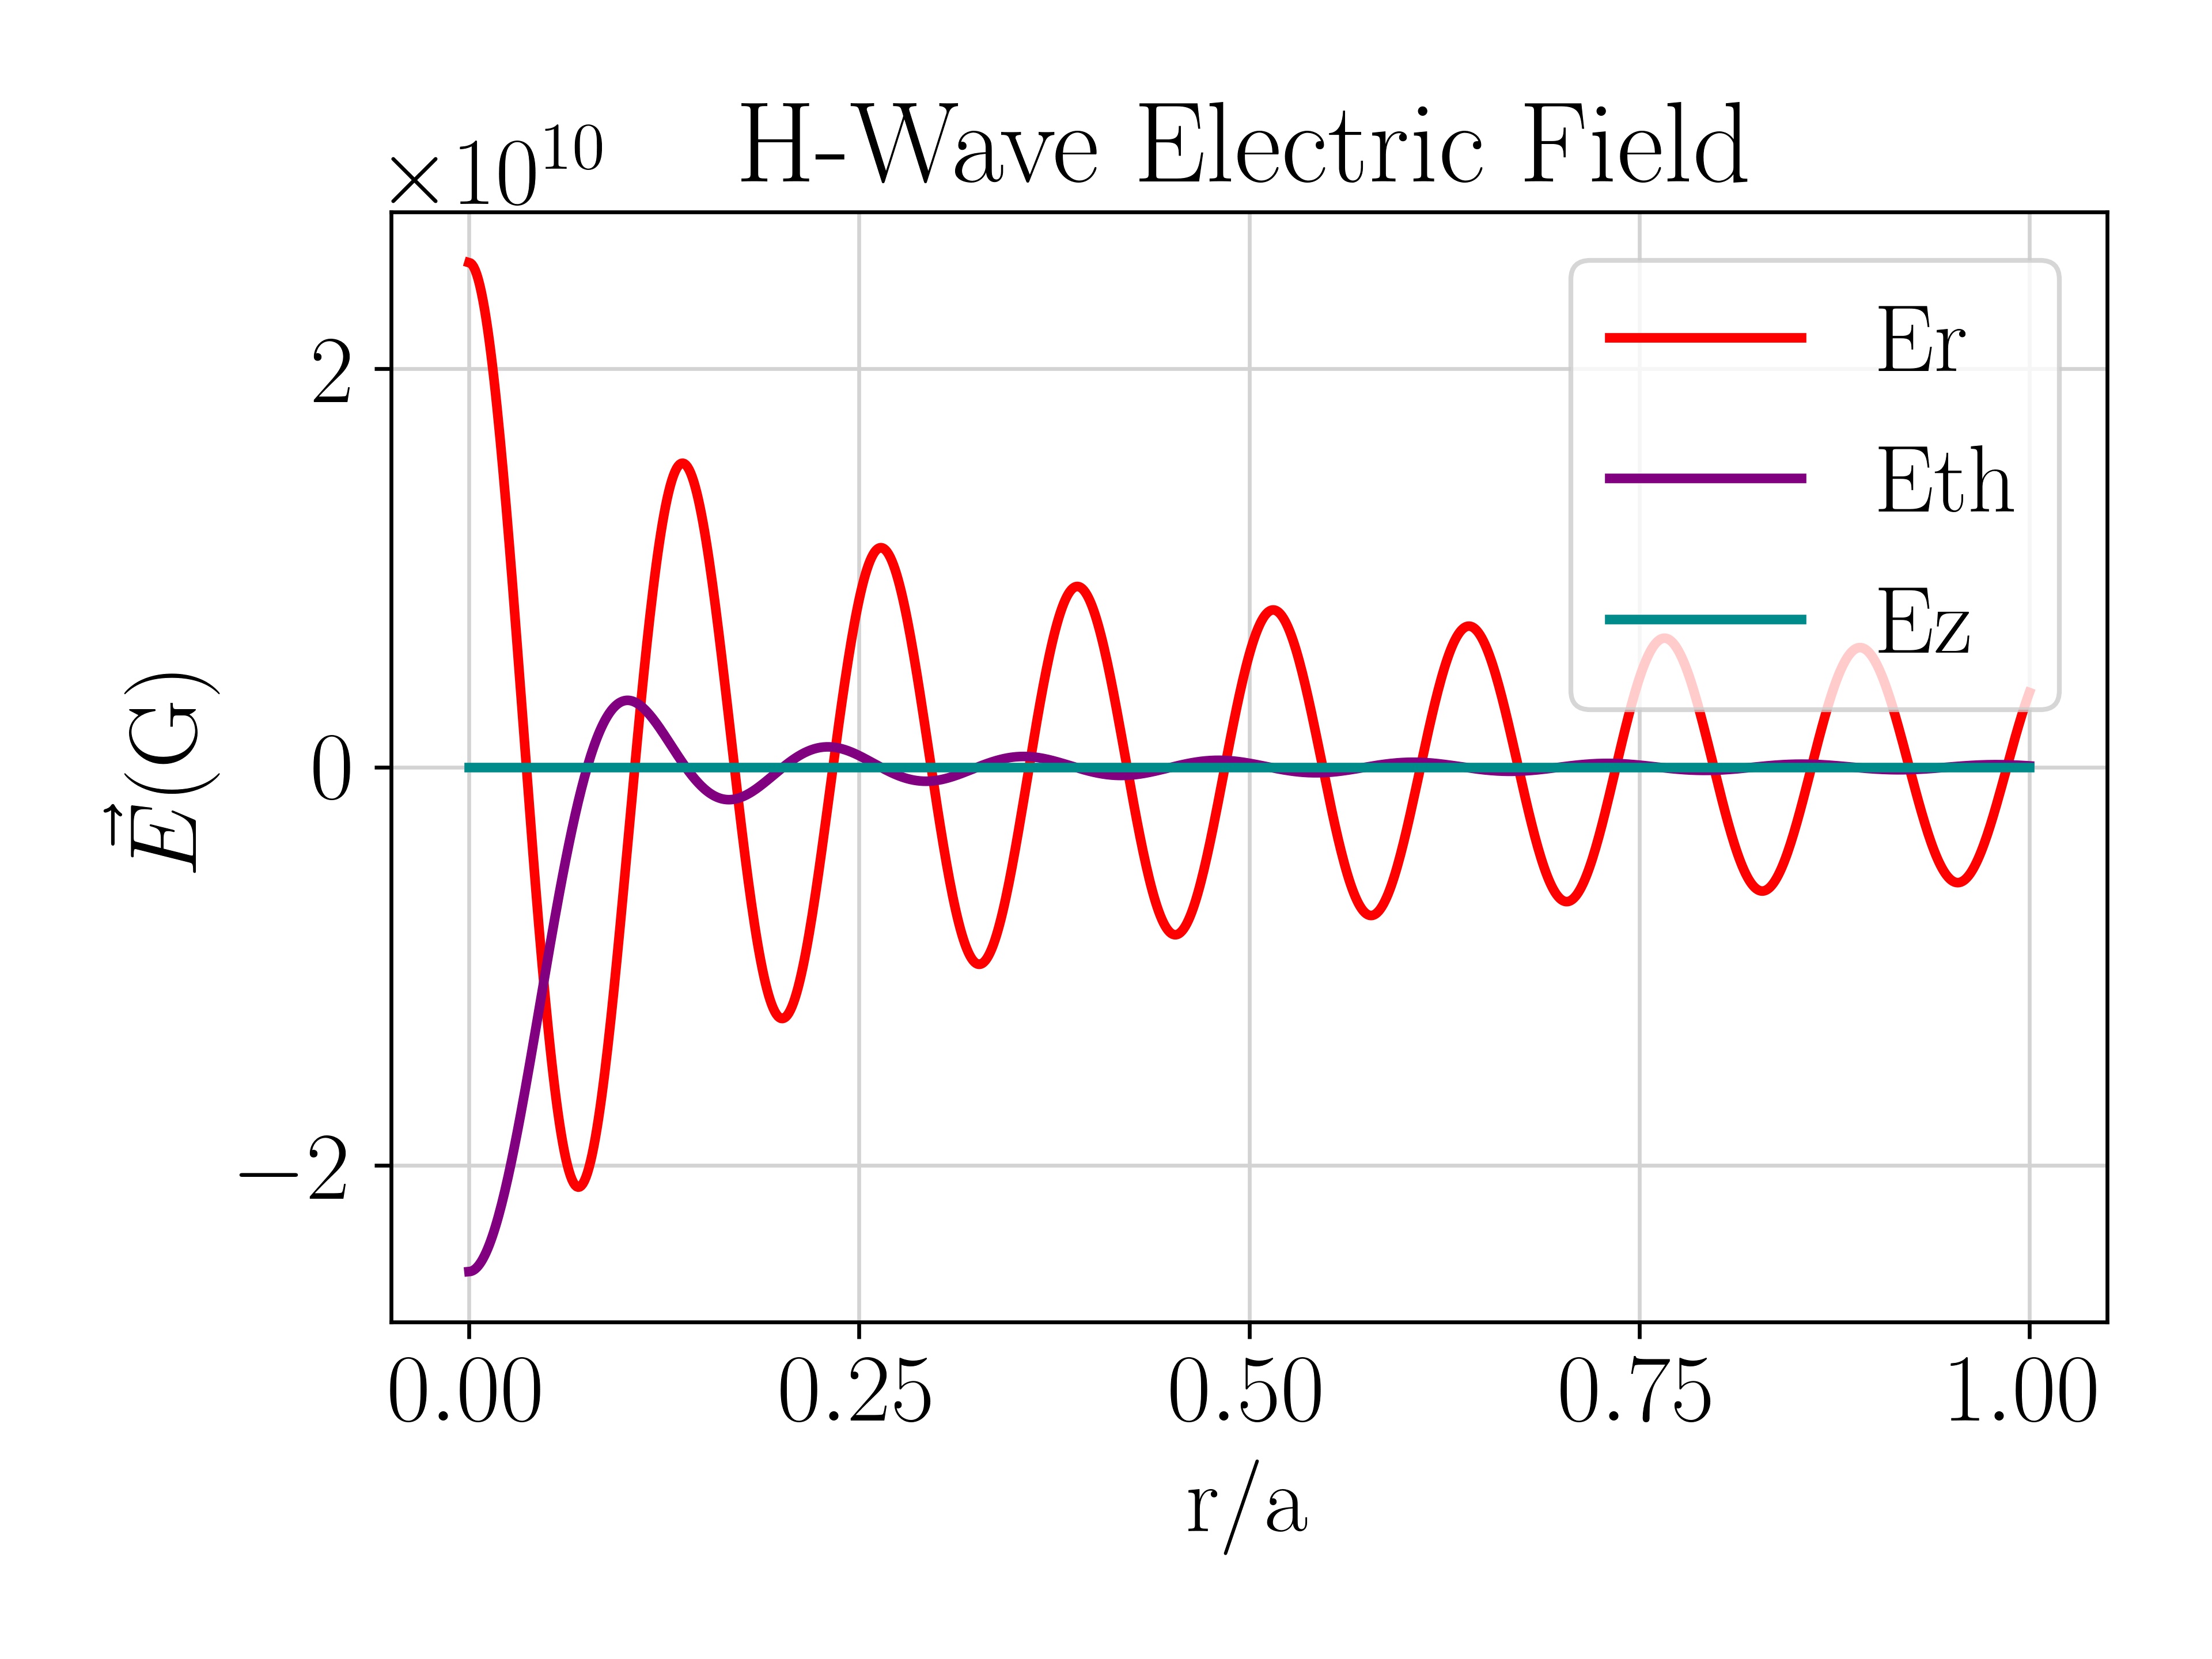 ×10^10 H-Wave Electric Field
Er
Eth
Ez
2
0
−2
E⃗(G)
0.00 0.25 0.50 0.75 1.00
r/a